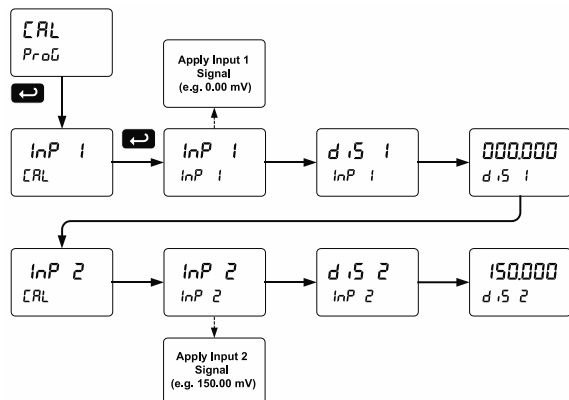 CAL
ProG
Apply Input 1
Signal
(e.g. 0.00 mV)
InP 1
CAL
InP 1
InP 1
diS 1
InP 1
000.000
diS 1
InP 2
CAL
InP 2
InP 2
diS 2
InP 2
150.000
diS 2
Apply Input 2
Signal
(e.g. 150.00 mV)